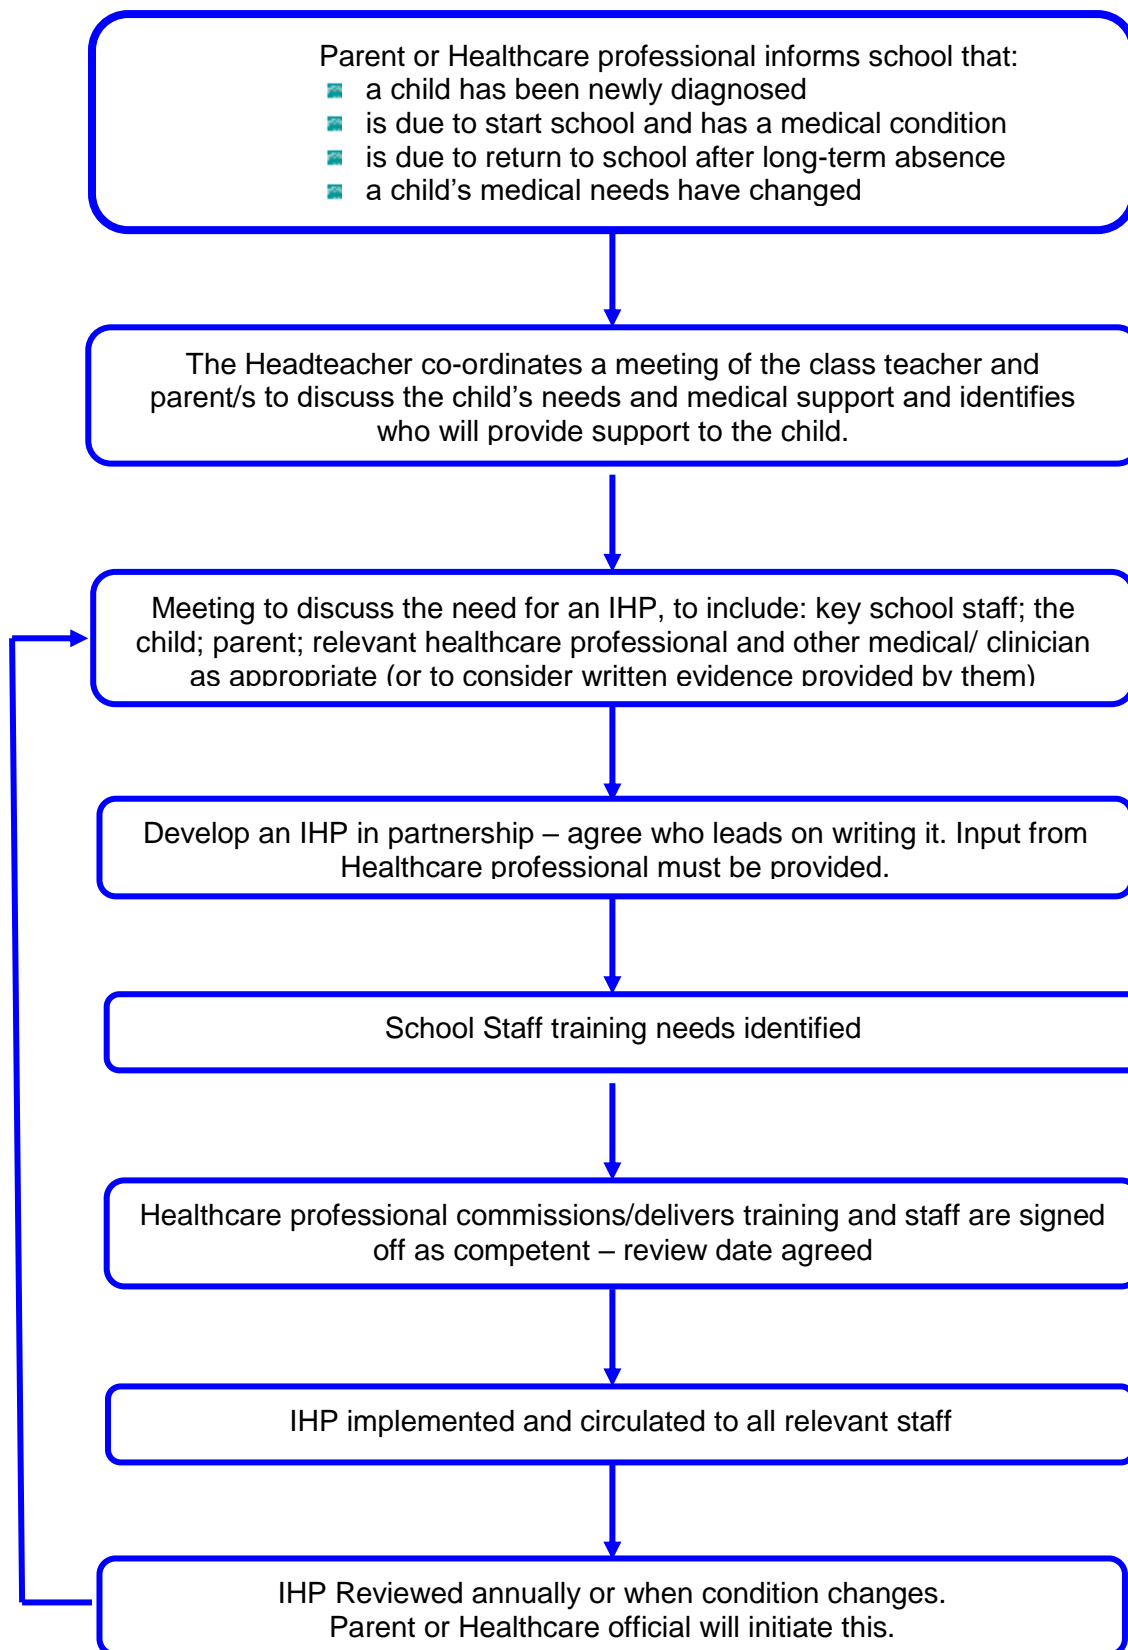 Parent or Healthcare professional informs school that:
a child has been newly diagnosed
is due to start school and has a medical condition
is due to return to school after long-term absence
a child’s medical needs have changed
The Headteacher co-ordinates a meeting of the class teacher and
parent/s to discuss the child’s needs and medical support and identifies
who will provide support to the child.
Meeting to discuss the need for an IHP, to include: key school staff; the
child; parent; relevant healthcare professional and other medical/ clinician
as appropriate (or to consider written evidence provided by them)
Develop an IHP in partnership – agree who leads on writing it. Input from
Healthcare professional must be provided.
School Staff training needs identified
Healthcare professional commissions/delivers training and staff are signed
off as competent – review date agreed
IHP implemented and circulated to all relevant staff
IHP Reviewed annually or when condition changes.
Parent or Healthcare official will initiate this.